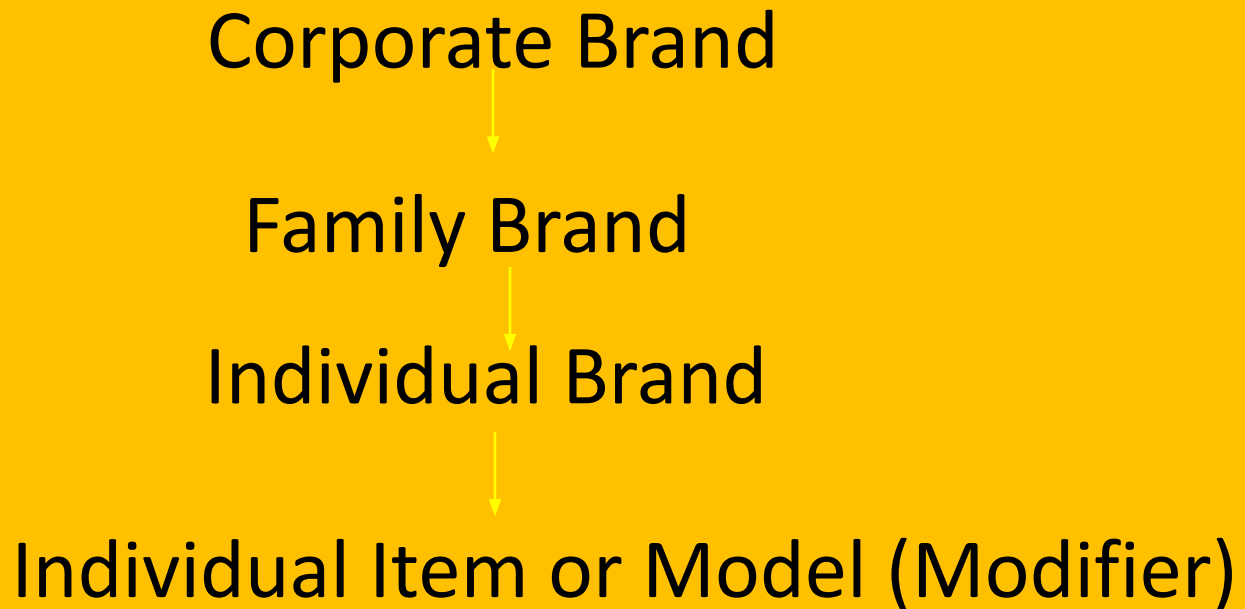 Corporate Brand
Family Brand
Individual Brand
Individual Item or Model (Modifier)